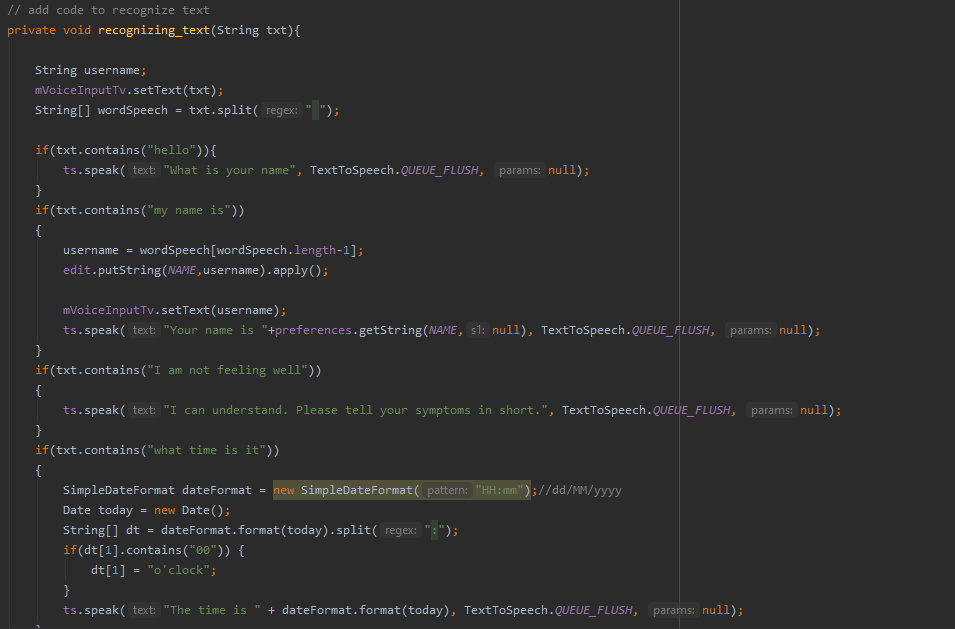 // add code to recognize text
private void recognizing_text(String txt){
String username;
mVoiceInputTv.setText(txt);
String[] wordSpeech = txt.split( regex: " ");
if(txt.contains("hello")){
ts.speak( text: "What is your name", TextToSpeech.QUEUE_FLUSH, params: null);
}
if(txt.contains("my name is"))
{
username = wordSpeech[wordSpeech.length-1];
edit.putString(NAME,username).apply();
mVoiceInputTv.setText(username);
ts.speak( text: "Your name is "+preferences.getString(NAME, s1: null), TextToSpeech.QUEUE_FLUSH, params: null);
}
if(txt.contains("I am not feeling well"))
{
ts.speak( text: "I can understand. Please tell your symptoms in short.", TextToSpeech.QUEUE_FLUSH, params: null);
}
if(txt.contains("what time is it"))
{
SimpleDateFormat dateFormat = new SimpleDateFormat( pattern: "HH:mm");//dd/MM/yyyy
Date today = new Date();
String[] dt = dateFormat.format(today).split( regex: ":");
if(dt[1].contains("00")) {
dt[1] = "o'clock";
}
ts.speak( text: "The time is " + dateFormat.format(today), TextToSpeech.QUEUE_FLUSH, params: null);